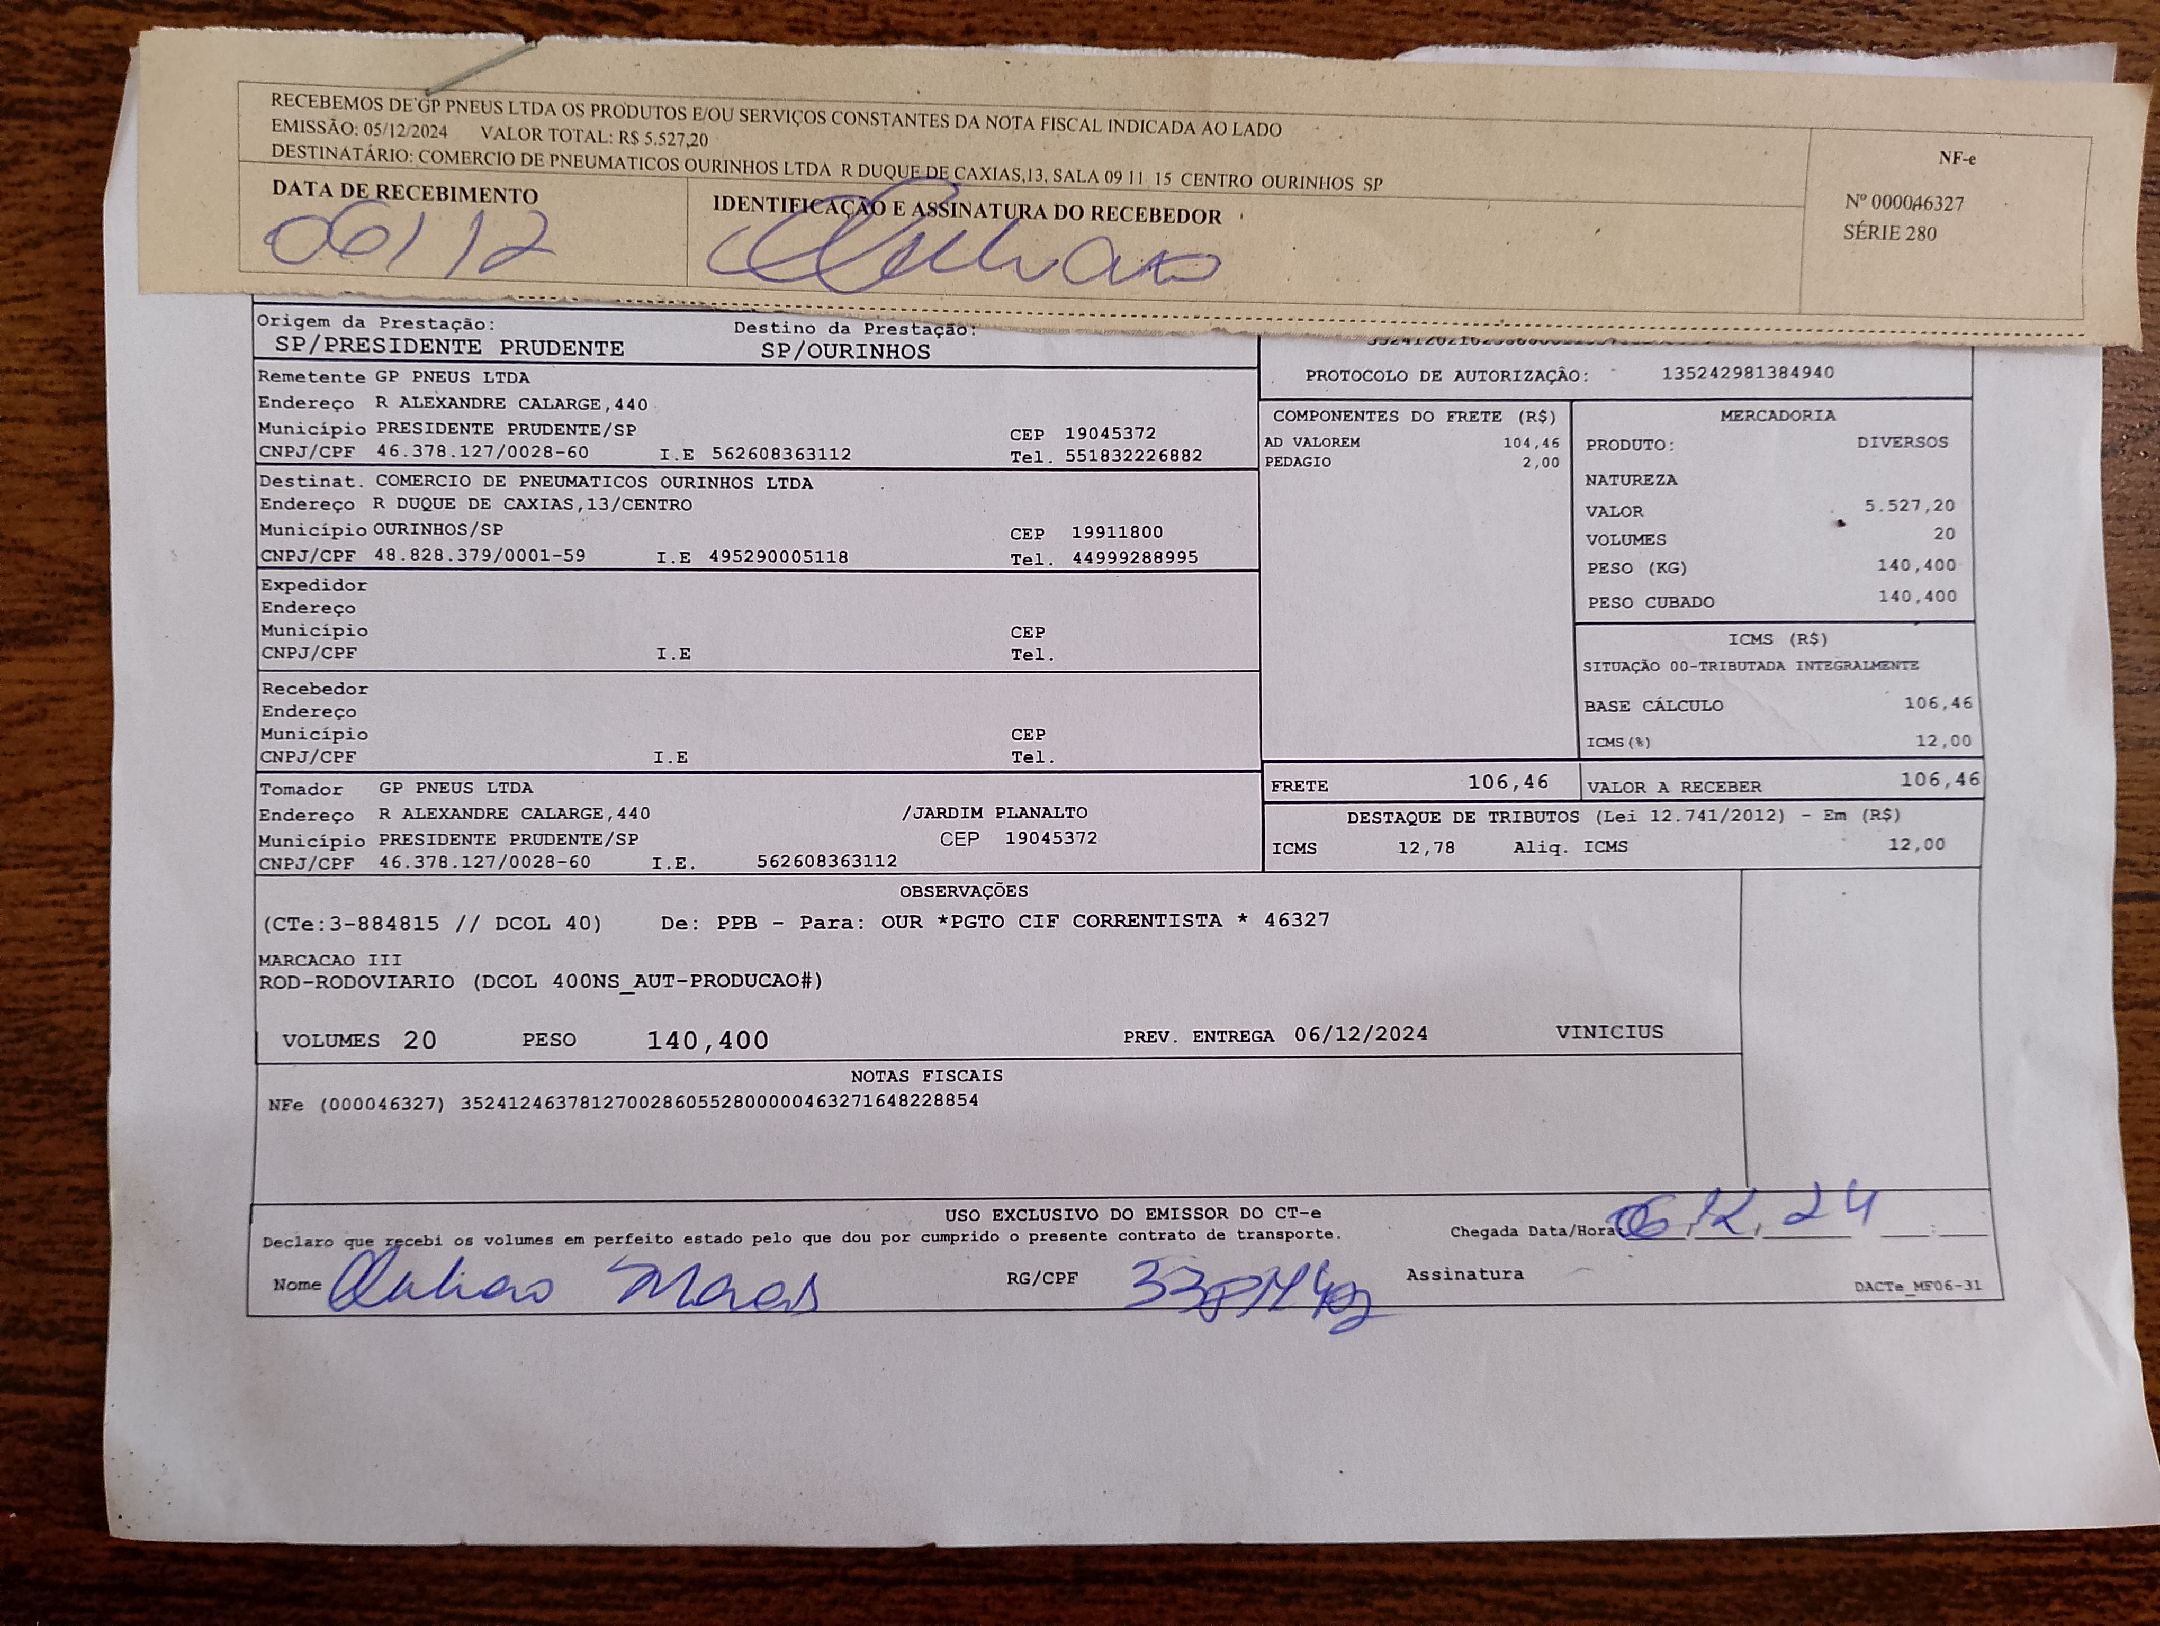 RECEBEMOS DE GP PNEUS LTDA OS PRODUTOS E/OU SERVIÇOS CONSTANTES DA NOTA FISCAL INDICADA AO LADO
EMISSÃO: 05/12/2024 VALOR TOTAL: R$ 5.527,20
DESTINATÁRIO: COMERCIO DE PNEUMATICOS OURINHOS LTDA R DUQUE DE CAXIAS,13, SALA 09 11 15 CENTRO OURINHOS SP
DATA DE RECEBIMENTO
06/12
IDENTIFICAÇÃO E ASSINATURA DO RECEBEDOR
NF-e
Nº 000046327
SÉRIE 280
Origem da Prestação: Destino da Prestação:
SP/PRESIDENTE PRUDENTE SP/OURINHOS
Remetente GP PNEUS LTDA
Endereço R ALEXANDRE CALARGE,440
Município PRESIDENTE PRUDENTE/SP CEP 19045372
CNPJ/CPF 46.378.127/0028-60 I.E 562608363112 Tel. 551832226882
Destinat. COMERCIO DE PNEUMATICOS OURINHOS LTDA
Endereço R DUQUE DE CAXIAS,13/CENTRO
Município OURINHOS/SP CEP 19911800
CNPJ/CPF 48.828.379/0001-59 I.E 495290005118 Tel. 44999288995
Expedidor
Endereço
Município CEP
CNPJ/CPF I.E Tel.
Recebedor
Endereço
Município CEP
CNPJ/CPF I.E Tel.
Tomador GP PNEUS LTDA
Endereço R ALEXANDRE CALARGE,440 /JARDIM PLANALTO
Município PRESIDENTE PRUDENTE/SP CEP 19045372
CNPJ/CPF 46.378.127/0028-60 I.E. 562608363112
PROTOCOLO DE AUTORIZAÇÃO: 135242981384940
COMPONENTES DO FRETE (R$)
AD VALOREM 104,46
PEDAGIO 2,00
MERCADORIA
PRODUTO: DIVERSOS
NATUREZA
VALOR 5.527,20
VOLUMES 20
PESO (KG) 140,400
PESO CUBADO 140,400
ICMS (R$)
SITUAÇÃO 00-TRIBUTADA INTEGRALMENTE
BASE CÁLCULO 106,46
ICMS(%) 12,00
FRETE 106,46 VALOR A RECEBER 106,46
DESTAQUE DE TRIBUTOS (Lei 12.741/2012) - Em (R$)
ICMS 12,78 Aliq. ICMS 12,00
OBSERVAÇÕES
(CTe:3-884815 // DCOL 40) De: PPB - Para: OUR *PGTO CIF CORRENTISTA * 46327
MARCACAO III
ROD-RODOVIARIO (DCOL 400NS_AUT-PRODUCAO#)
VOLUMES 20 PESO 140,400 PREV. ENTREGA 06/12/2024 VINICIUS
NOTAS FISCAIS
NFe (000046327) 35241246378127002860552800000463271648228854
USO EXCLUSIVO DO EMISSOR DO CT-e
Declaro que recebi os volumes em perfeito estado pelo que dou por cumprido o presente contrato de transporte. Chegada Data/Hora: 06,12,24
Nome RG/CPF Assinatura
DACTe_MF06-31